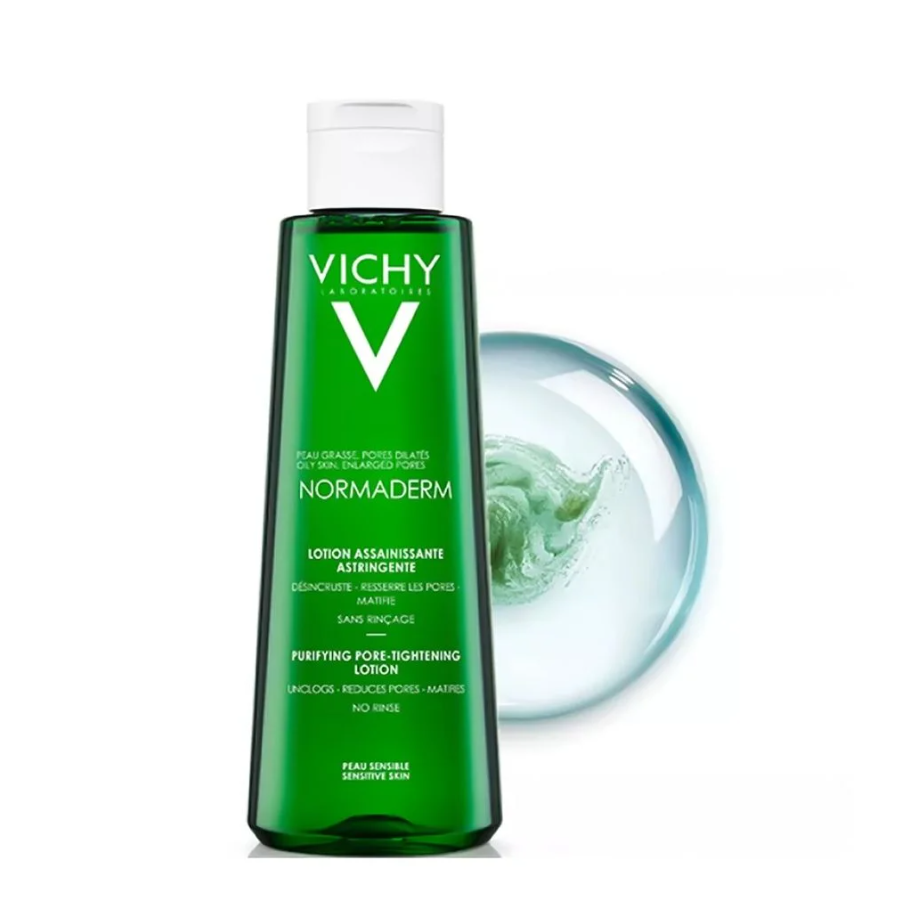 VICHY
LABORATOIRES
V
PEAU GRASSE, PORES DILATÉS
OILY SKIN, ENLARGED PORES
NORMADERM
LOTION ASSAINISSANTE
ASTRINGENTE
DÉSINCRUSTE - RESSERRE LES PORES -
MATIFIE
SANS RINÇAGE
PURIFYING PORE-TIGHTENING
LOTION
UNCLOGS - REDUCES PORES - MATIFIES
NO RINSE
PEAU SENSIBLE
SENSITIVE SKIN